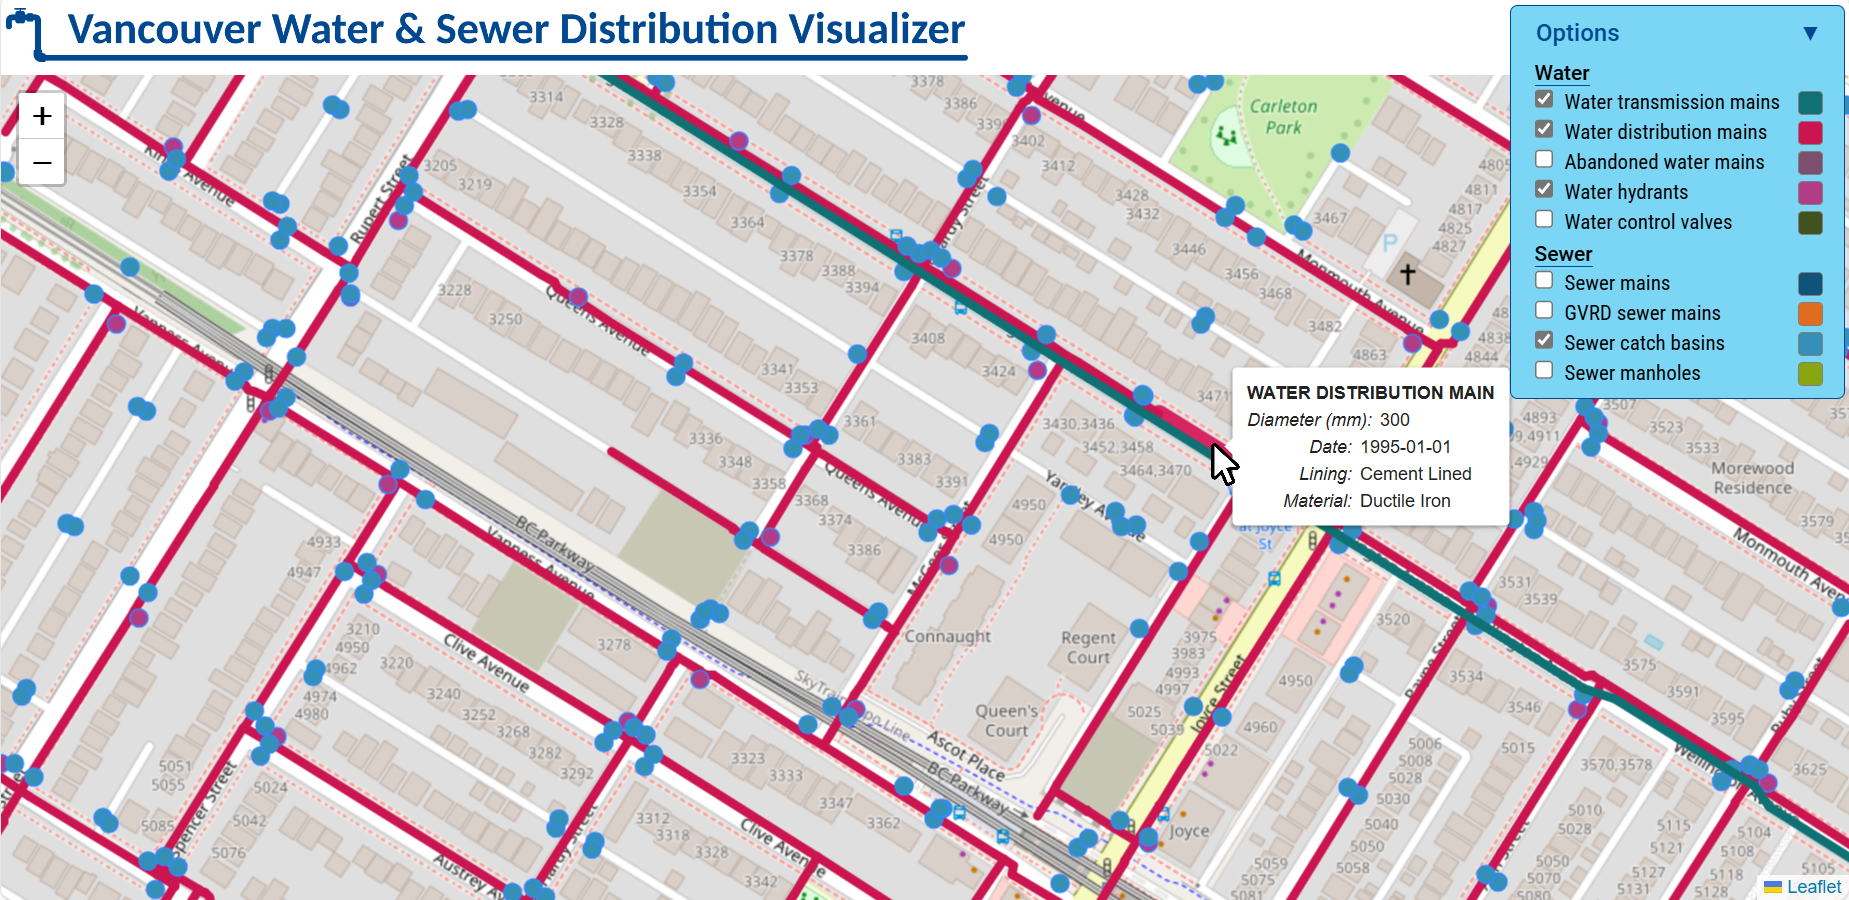 Vancouver Water & Sewer Distribution Visualizer
Options ▼
Water
Water transmission mains
Water distribution mains
Abandoned water mains
Water hydrants
Water control valves
Sewer
Sewer mains
GVRD sewer mains
Sewer catch basins
Sewer manholes
+
−
WATER DISTRIBUTION MAIN
Diameter (mm): 300
Date: 1995-01-01
Lining: Cement Lined
Material: Ductile Iron
3314
3328
3338
3354
3364
3378
3388
3394
3378
3386
3402
3412
3428
3432
3446
3456
3468
3482
3467
Carleton
Park
P
4805
4811
4817
4825
4827
4838
4844
4863
Rupert Street
3205
3219
3228
3250
Queens Avenue
Monmouth Avenue
3408
3424
3341
3353
3361
3336
3348
3358
3368
3374
3386
3383
3391
Queens Avenue
3430,3436
3452,3458
3464,3470
3471
4950
4950
4893
4929
3507
3523
3533
Morewood
Residence
3579
Monmouth Aven
Vanness Avenue
BC Parkway
4933
4947
3210
4950
4962
4974
4980
3220
3240
3252
3268
3282
3292
3278
Clive Avenue
Connaught
Regent
Court
Queen's
Court
Ascot Place
BC Parkway
at Joyce
St
3975
3983
4993
4997
5025
5039
5022
4950
4960
Joyce Street
3520
3531
3539
3534
3546
3575
3591
3595
3625
3570,3578
5006
5008
5028
5030
5040
5050
5058
5015
5010
5028
5115
5121
5127
5131
5104
5108
5118
5128
5105
5050
5070
5059
5075
5081
5051
5055
5085
5024
5042
5076
Spencer Street
3323
3333
3347
3362
3312
3318
3328
3342
Clive Avenue
Joyce
Leaflet